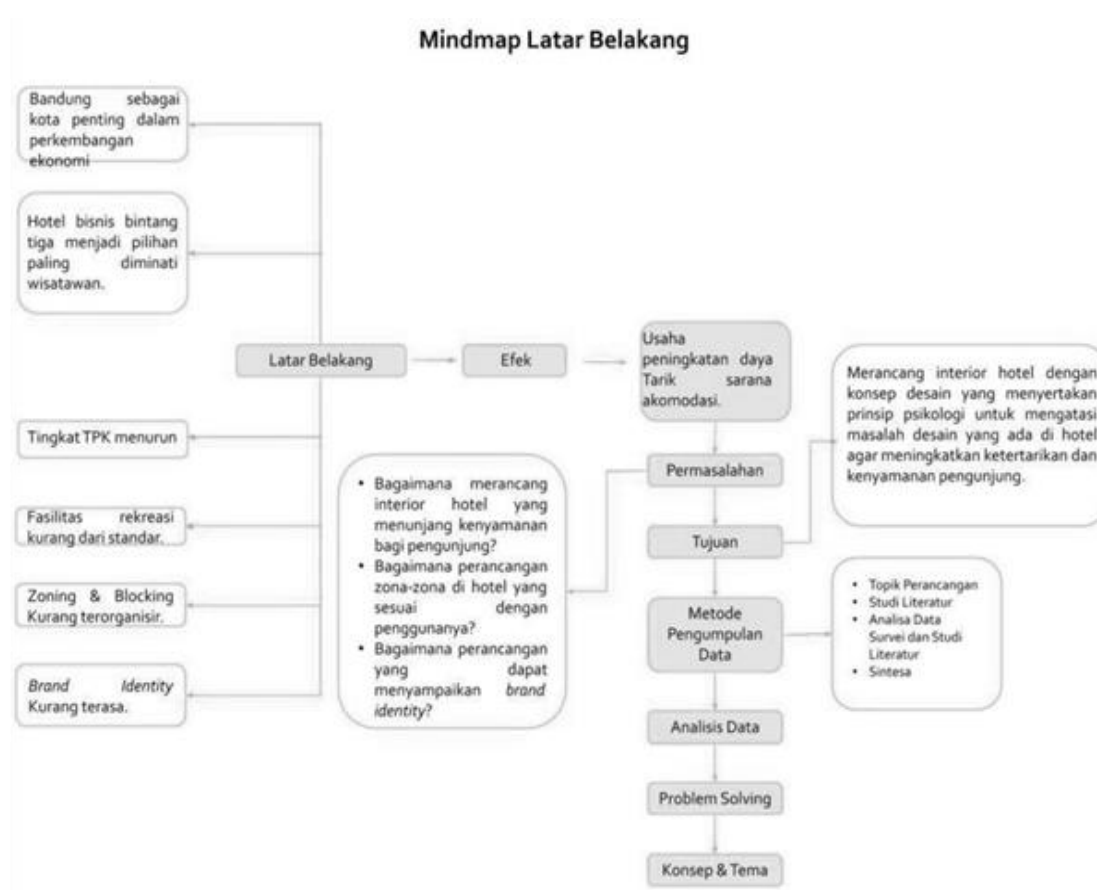 Mindmap Latar Belakang
Bandung sebagai
kota penting dalam
perkembangan
ekonomi
Hotel bisnis bintang
tiga menjadi pilihan
paling diminati
wisatawan.
Latar Belakang
Efek
Usaha
peningkatan daya
Tarik sarana
akomodasi.
Merancang interior hotel dengan
konsep desain yang menyertakan
prinsip psikologi untuk mengatasi
masalah desain yang ada di hotel
agar meningkatkan ketertarikan dan
kenyamanan pengunjung.
Tingkat TPK menurun
Fasilitas rekreasi
kurang dari standar.
Zoning & Blocking
Kurang terorganisir.
Brand Identity
Kurang terasa.
• Bagaimana merancang
interior hotel yang
menunjang kenyamanan
bagi pengunjung?
• Bagaimana perancangan
zona-zona di hotel yang
sesuai dengan
penggunanya?
• Bagaimana perancangan
yang dapat
menyampaikan brand
identity?
Permasalahan
Tujuan
Metode
Pengumpulan
Data
• Topik Perancangan
• Studi Literatur
• Analisa Data
Survei dan Studi
Literatur
• Sintesa
Analisis Data
Problem Solving
Konsep & Tema